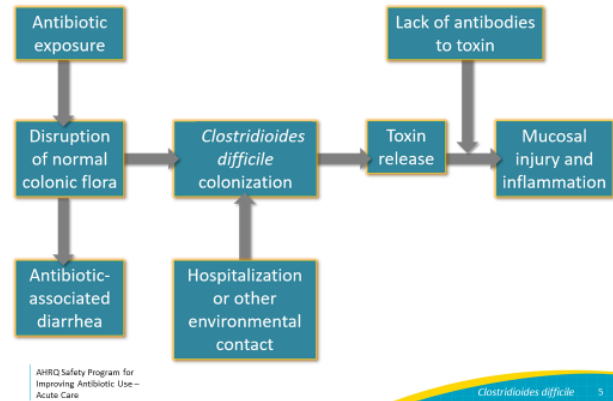 Antibiotic
exposure
Lack of antibodies
to toxin
Disruption
of normal
colonic flora
Clostridioides
difficile
colonization
Toxin
release
Mucosal
injury and
inflammation
Antibiotic-
associated
diarrhea
Hospitalization
or other
environmental
contact
AHRQ Safety Program for
Improving Antibiotic Use –
Acute Care
Clostridioides difficile 5